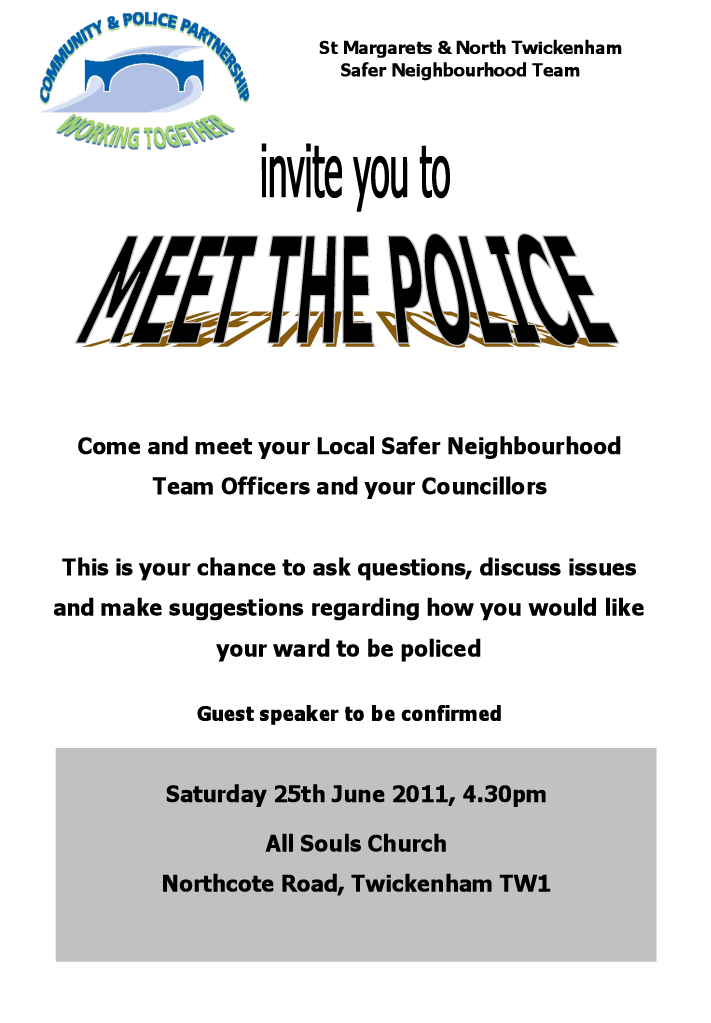 COMMUNITY & POLICE PARTNERSHIP
WORKING TOGETHER
St Margarets & North Twickenham
Safer Neighbourhood Team
invite you to
MEET THE POLICE
Come and meet your Local Safer Neighbourhood
Team Officers and your Councillors
This is your chance to ask questions, discuss issues
and make suggestions regarding how you would like
your ward to be policed
Guest speaker to be confirmed
Saturday 25th June 2011, 4.30pm
All Souls Church
Northcote Road, Twickenham TW1